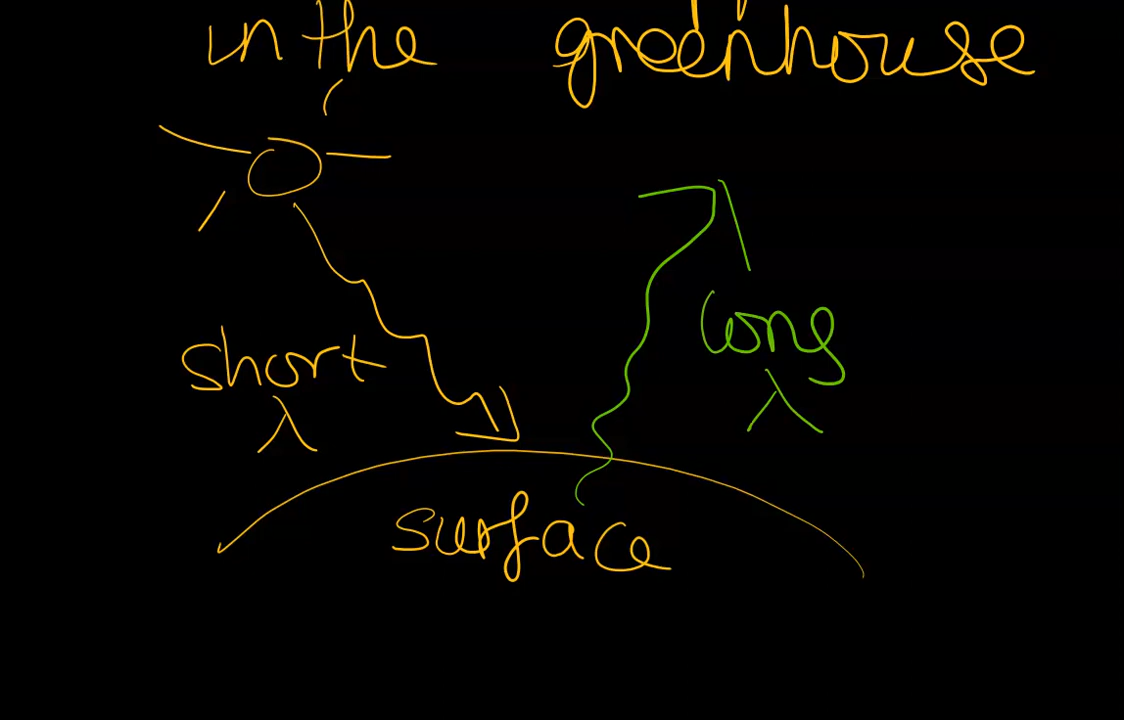 in the greenhouse
short
λ
long
λ
surface